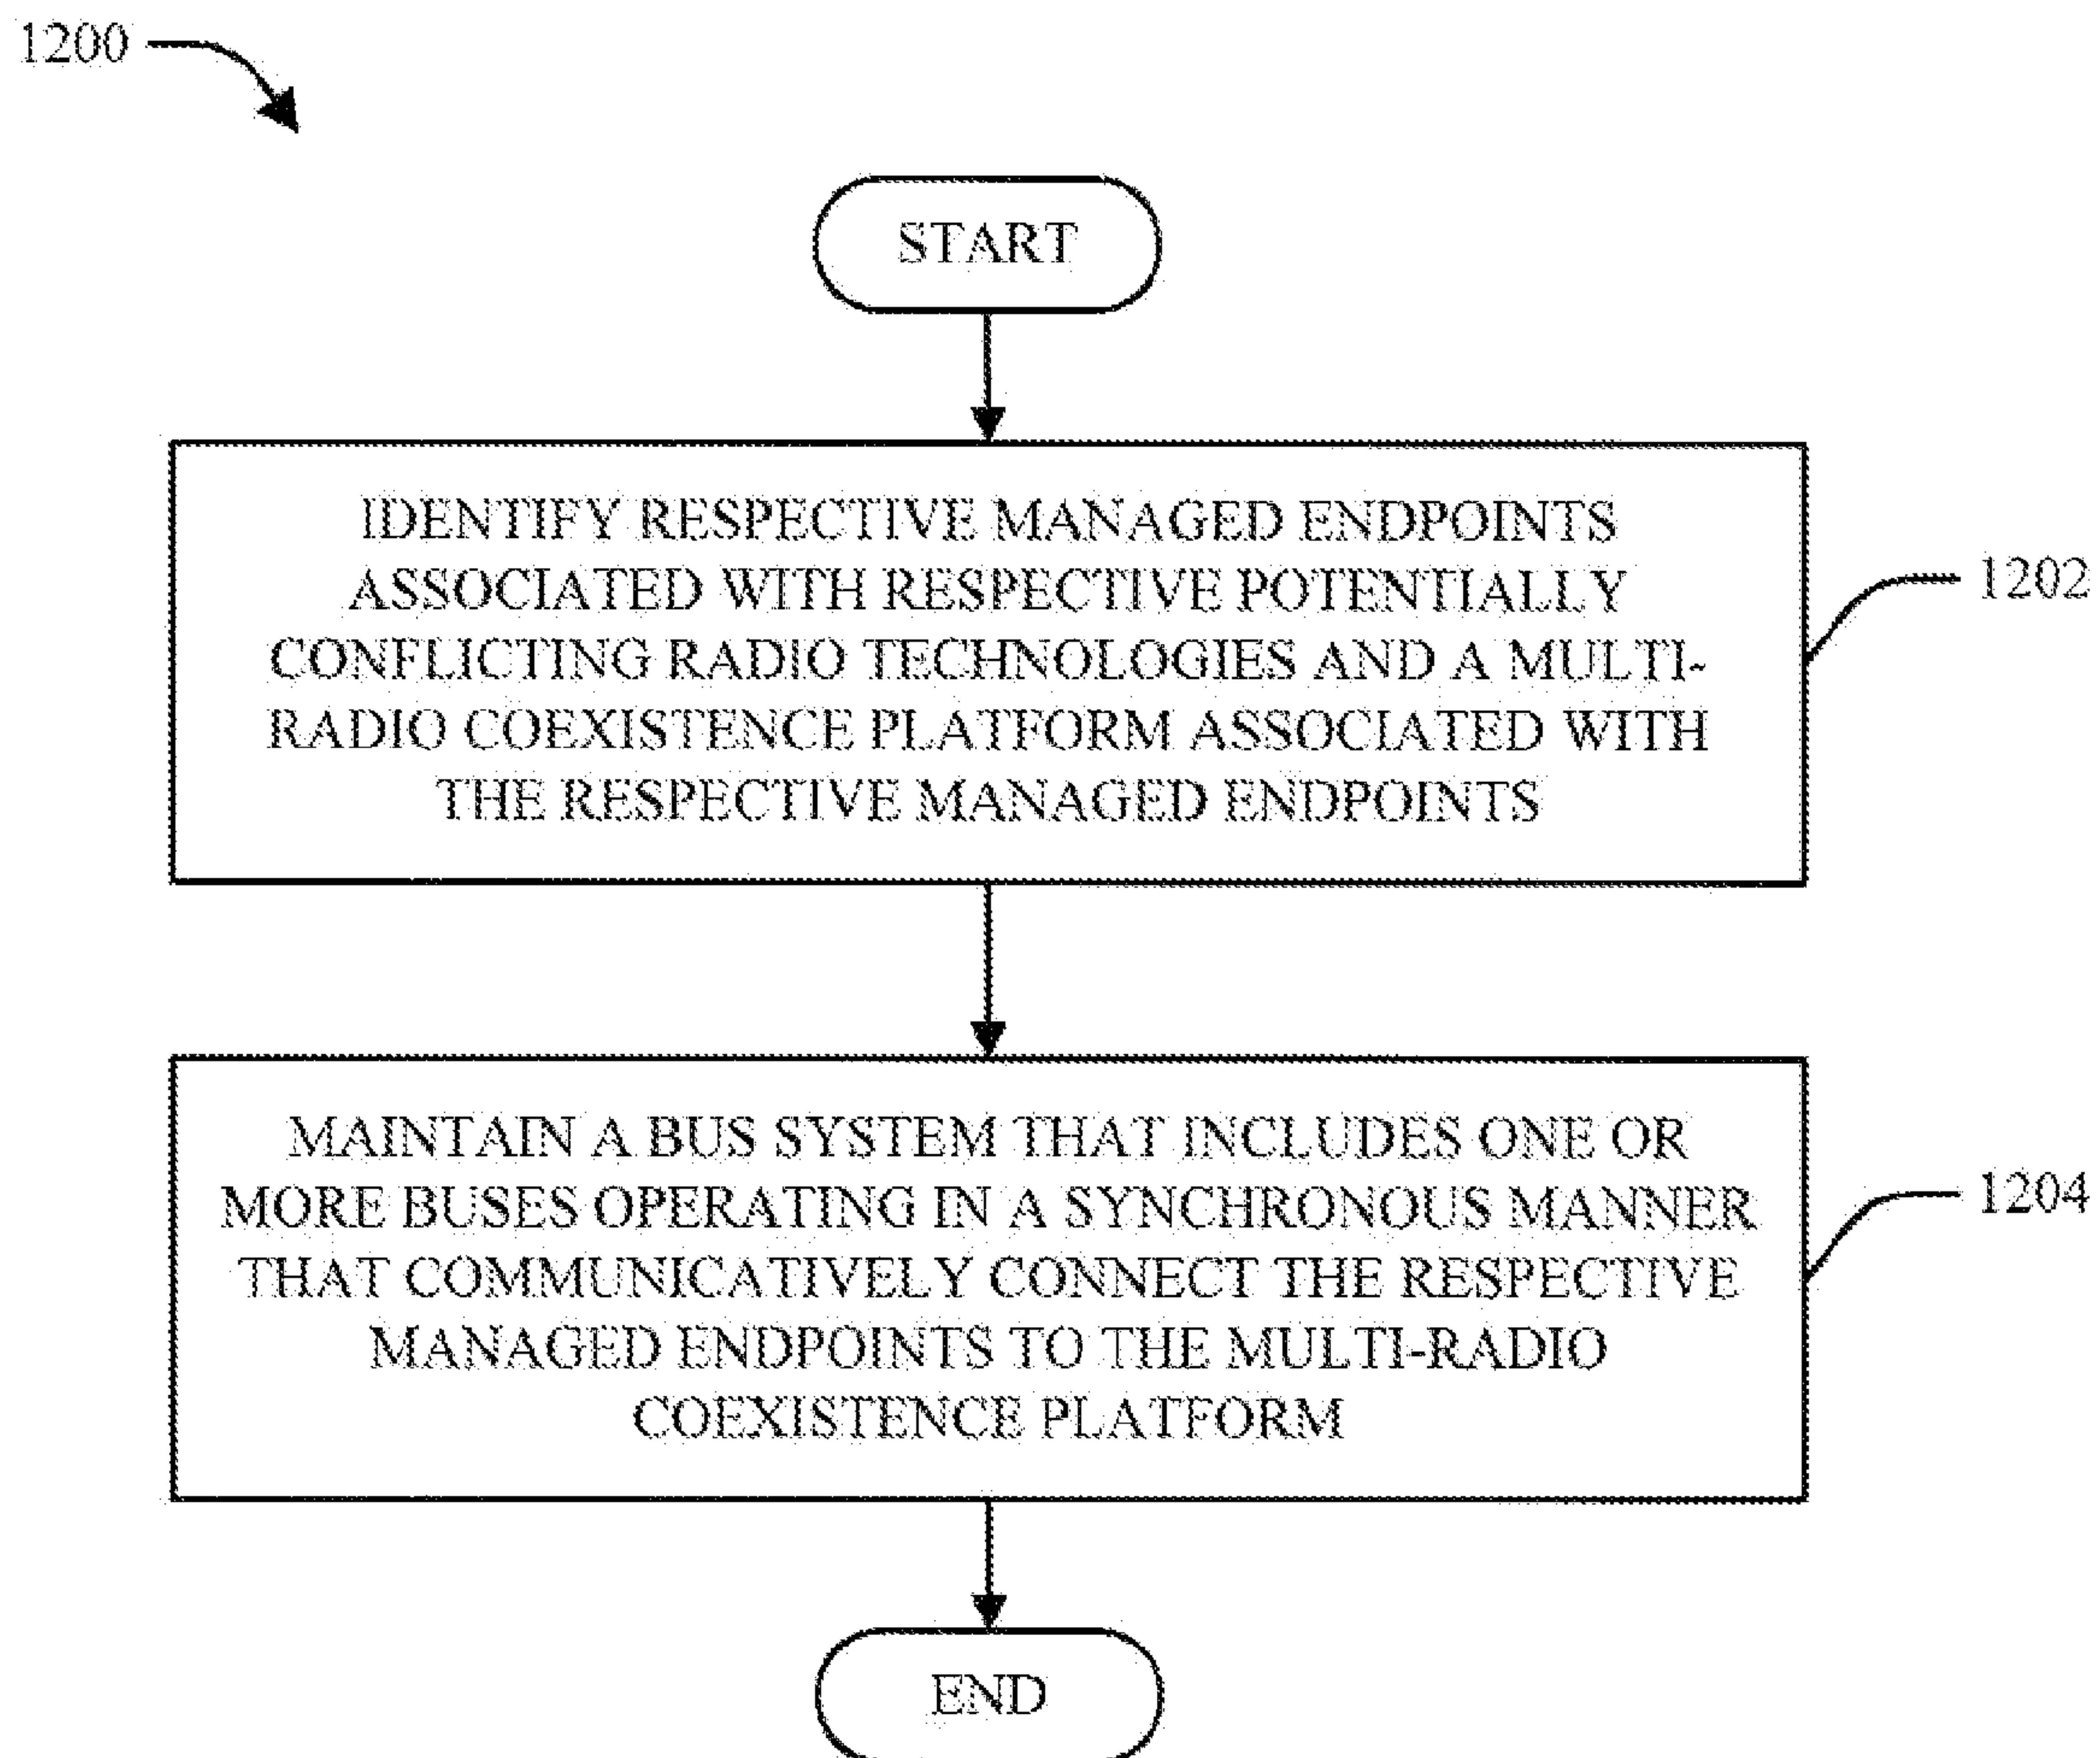 1200
START
IDENTIFY RESPECTIVE MANAGED ENDPOINTS
ASSOCIATED WITH RESPECTIVE POTENTIALLY
CONFLICTING RADIO TECHNOLOGIES AND A MULTI-
RADIO COEXISTENCE PLATFORM ASSOCIATED WITH
THE RESPECTIVE MANAGED ENDPOINTS
1202
MAINTAIN A BUS SYSTEM THAT INCLUDES ONE OR
MORE BUSES OPERATING IN A SYNCHRONOUS MANNER
THAT COMMUNICATIVELY CONNECT THE RESPECTIVE
MANAGED ENDPOINTS TO THE MULTI-RADIO
COEXISTENCE PLATFORM
1204
END